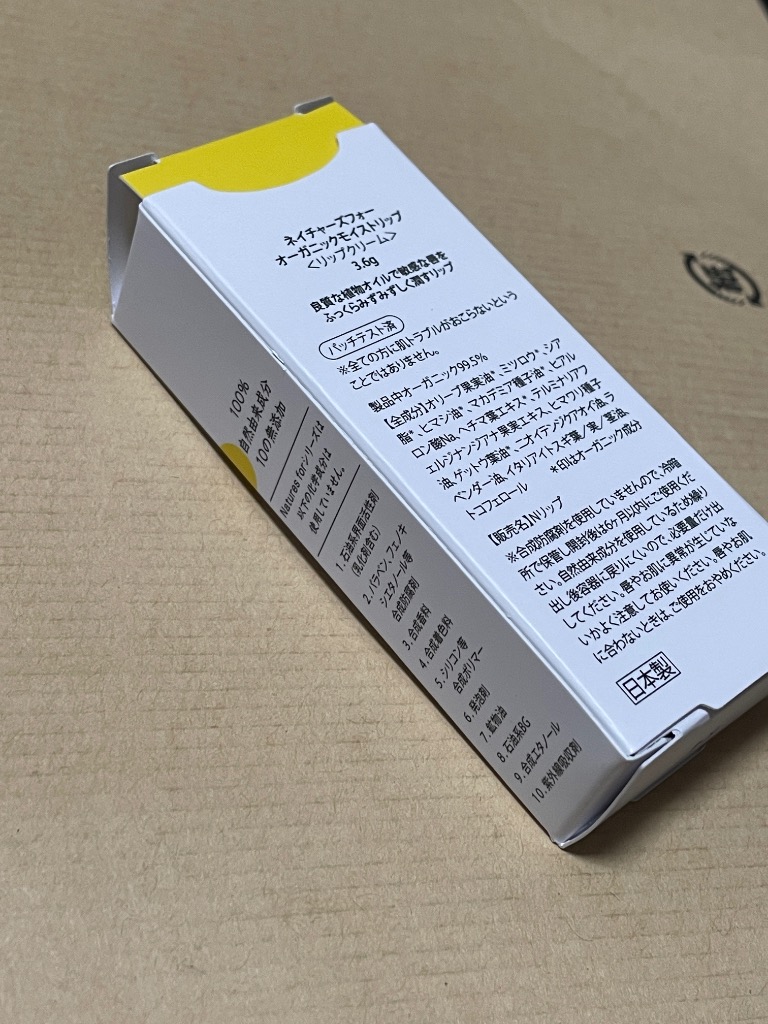 ネイチャーズフォー
オーガニックモイストリップ
<リップクリーム>
3.6g
良質な植物オイルで敏感な唇を
ふっくらみずみずしく潤すリップ
パッチテスト済
※全ての方に肌トラブルがおこらないという
ことではありません。
製品中オーガニック99.5%
【全成分】オリーブ果実油*、ミツロウ*、シア
脂*、ヒマシ油*、マカデミア種子油*、ヒアル
ロン酸Na、ヘチマ葉エキス*、テルミナリアフ
ェルジナンジアナ果実エキス、ヒマワリ種子
油、ゲットウ葉油*、ニオイテンジクアオイ油、ラ
ベンダー油、イタリアイトスギ葉／実／茎油、
トコフェロール *印はオーガニック成分
【販売名】Nリップ
※合成防腐剤を使用していませんので、冷暗
所で保管し開封後は6ケ月以内にご使用くだ
さい。自然由来成分を使用しているため繰り
出し後容器に戻りにくいので、必要量だけ出
してください。唇やお肌に異常が生じていな
いかよく注意してお使いください。唇やお肌
に合わないときは、ご使用をおやめください。
日本製
100%
自然由来成分
10の無添加
Natures forシリーズは
以下の化学成分は
使用していません。
1. 石油系界面活性剤
(乳化剤含む)
2. パラベン、フェノキ
シエタノール等
合成防腐剤
3. 合成香料
4. 合成着色料
5. シリコン等
合成ポリマー
6. 発泡剤
7. 鉱物油
8. 石油系BG
9. 合成エタノール
10. 紫外線吸収剤